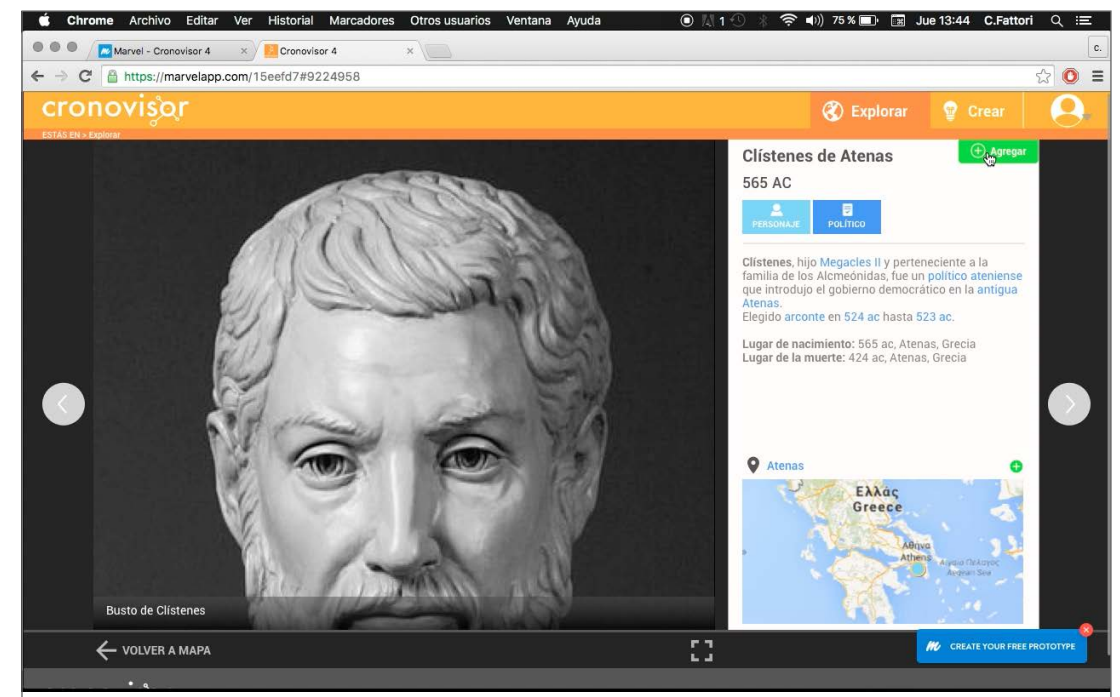 Chrome Archivo Editar Ver Historial Marcadores Otros usuarios Ventana Ayuda 1 75 % Jue 13:44 C.Fattori
Marvel - Cronovisor 4 Cronovisor 4 C.
https://marvelapp.com/15eefd7#9224958
cronovisor Explorar Crear
ESTÁS EN > Explorar
Clístenes de Atenas Agregar
565 AC
PERSONAJE POLÍTICO
Clístenes, hijo Megacles II y perteneciente a la
familia de los Alcmeónidas, fue un político ateniense
que introdujo el gobierno democrático en la antigua
Atenas.
Elegido arconte en 524 ac hasta 523 ac.
Lugar de nacimiento: 565 ac, Atenas, Grecia
Lugar de la muerte: 424 ac, Atenas, Grecia
Atenas
Ελλάς
Greece
Αθήνα
Athens
Aegean Sea
Busto de Clístenes
VOLVER A MAPA
CREATE YOUR FREE PROTOTYPE